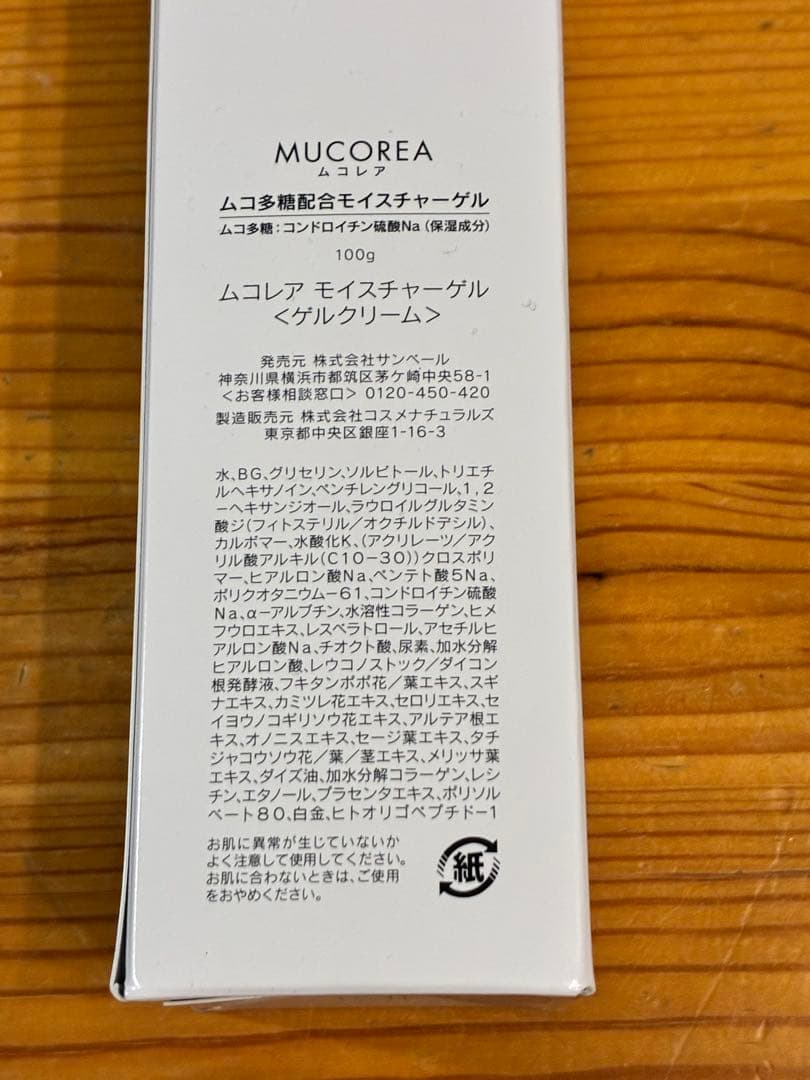 MUCOREA
ムコレア
ムコ多糖配合モイスチャーゲル
ムコ多糖:コンドロイチン硫酸Na(保湿成分)
100g
ムコレア モイスチャーゲル
<ゲルクリーム>
発売元 株式会社サンベール
神奈川県横浜市都筑区茅ケ崎中央58-1
<お客様相談窓口> 0120-450-420
製造販売元 株式会社コスメナチュラルズ
東京都中央区銀座1-16-3
水、BG、グリセリン、ソルビトール、トリエチ
ルヘキサノイン、ペンチレングリコール、1,2
-ヘキサンジオール、ラウロイルグルタミン
酸ジ(フィトステリル/オクチルドデシル)、
カルボマー、水酸化K、(アクリレーツ/アク
リル酸アルキル(C10-30))クロスポリ
マー、ヒアルロン酸Na、ペンテト酸5Na、
ポリクオタニウム-61、コンドロイチン硫酸
Na、α-アルブチン、水溶性コラーゲン、ヒメ
フウロエキス、レスベラトロール、アセチルヒ
アルロン酸Na、チオクト酸、尿素、加水分解
ヒアルロン酸、レウコノストック/ダイコン
根発酵液、フキタンポポ花/葉エキス、スギ
ナエキス、カミツレ花エキス、セロリエキス、セ
イヨウノコギリソウ花エキス、アルテア根エ
キス、オノニスエキス、セージ葉エキス、タチ
ジャコウソウ花/葉/茎エキス、メリッサ葉
エキス、ダイズ油、加水分解コラーゲン、レシ
チン、エタノール、プラセンタエキス、ポリソル
ベート80、白金、ヒトオリゴペプチド-1
お肌に異常が生じていないか
よく注意して使用してください。
お肌に合わないときは、ご使用
をおやめください。
紙